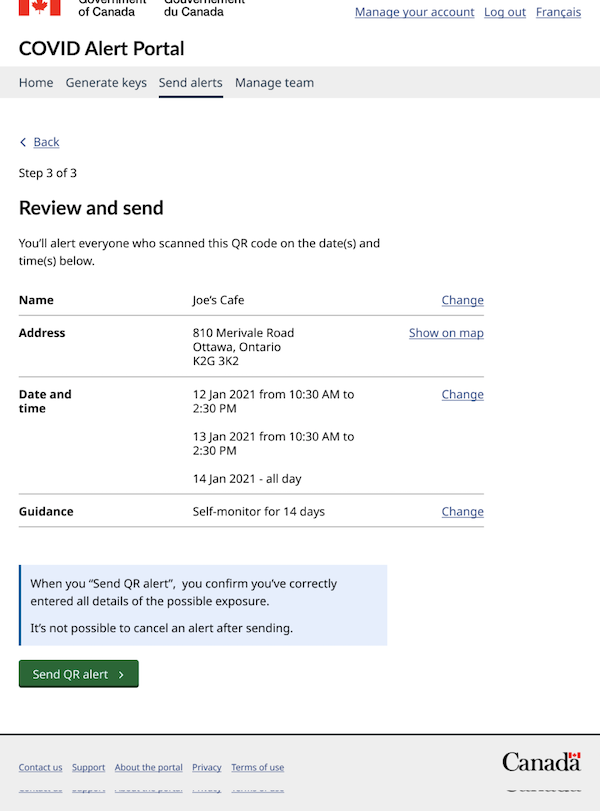 Government Gouvernement
of Canada du Canada
Manage your account Log out Français
COVID Alert Portal
Home Generate keys Send alerts Manage team
Back
Step 3 of 3
Review and send
You’ll alert everyone who scanned this QR code on the date(s) and
time(s) below.
Name Joe’s Cafe Change
Address 810 Merivale Road Show on map
Ottawa, Ontario
K2G 3K2
Date and 12 Jan 2021 from 10:30 AM to Change
time 2:30 PM
13 Jan 2021 from 10:30 AM to
2:30 PM
14 Jan 2021 - all day
Guidance Self-monitor for 14 days Change
When you “Send QR alert”, you confirm you’ve correctly
entered all details of the possible exposure.
It’s not possible to cancel an alert after sending.
Send QR alert
Canada
Contact us Support About the portal Privacy Terms of use